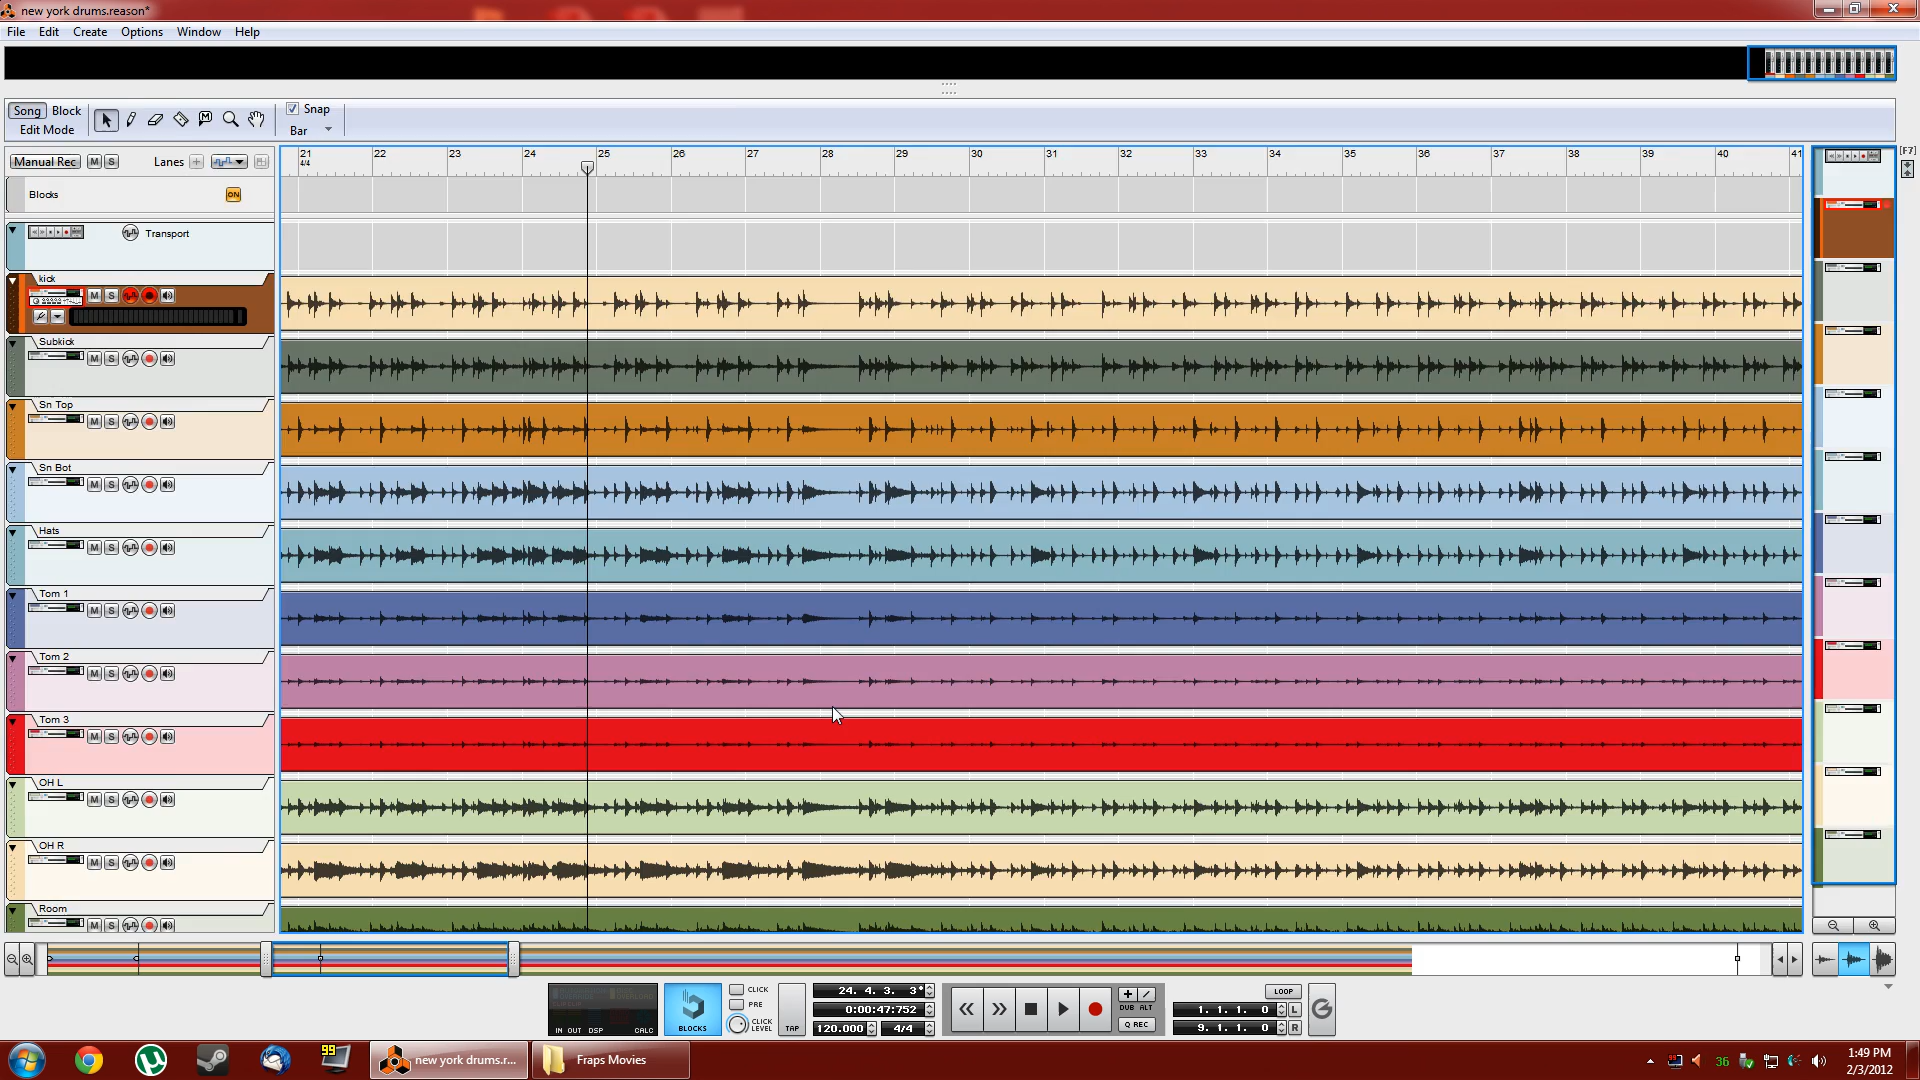 new york drums.reason*
File Edit Create Options Window Help
Song Block
Edit Mode
Snap
Bar
Manual Rec M S Lanes
21 22 23 24 25 26 27 28 29 30 31 32 33 34 35 36 37 38 39 40 41
4/4
[F7]
Blocks ON
Transport
kick
M S
Subkick
M S
Sn Top
M S
Sn Bot
M S
Hats
M S
Tom 1
M S
Tom 2
M S
Tom 3
M S
OH L
M S
OH R
M S
Room
M S
IN OUT DSP CALC
BLOCKS
CLICK
PRE
CLICK LEVEL
TAP
24. 4. 3. 3*
0:00:47:752
120.000 4/4
DUB ALT
Q REC
LOOP
1. 1. 1. 0 L
9. 1. 1. 0 R
99
new york drums.r...
Fraps Movies
36
1:49 PM
2/3/2012